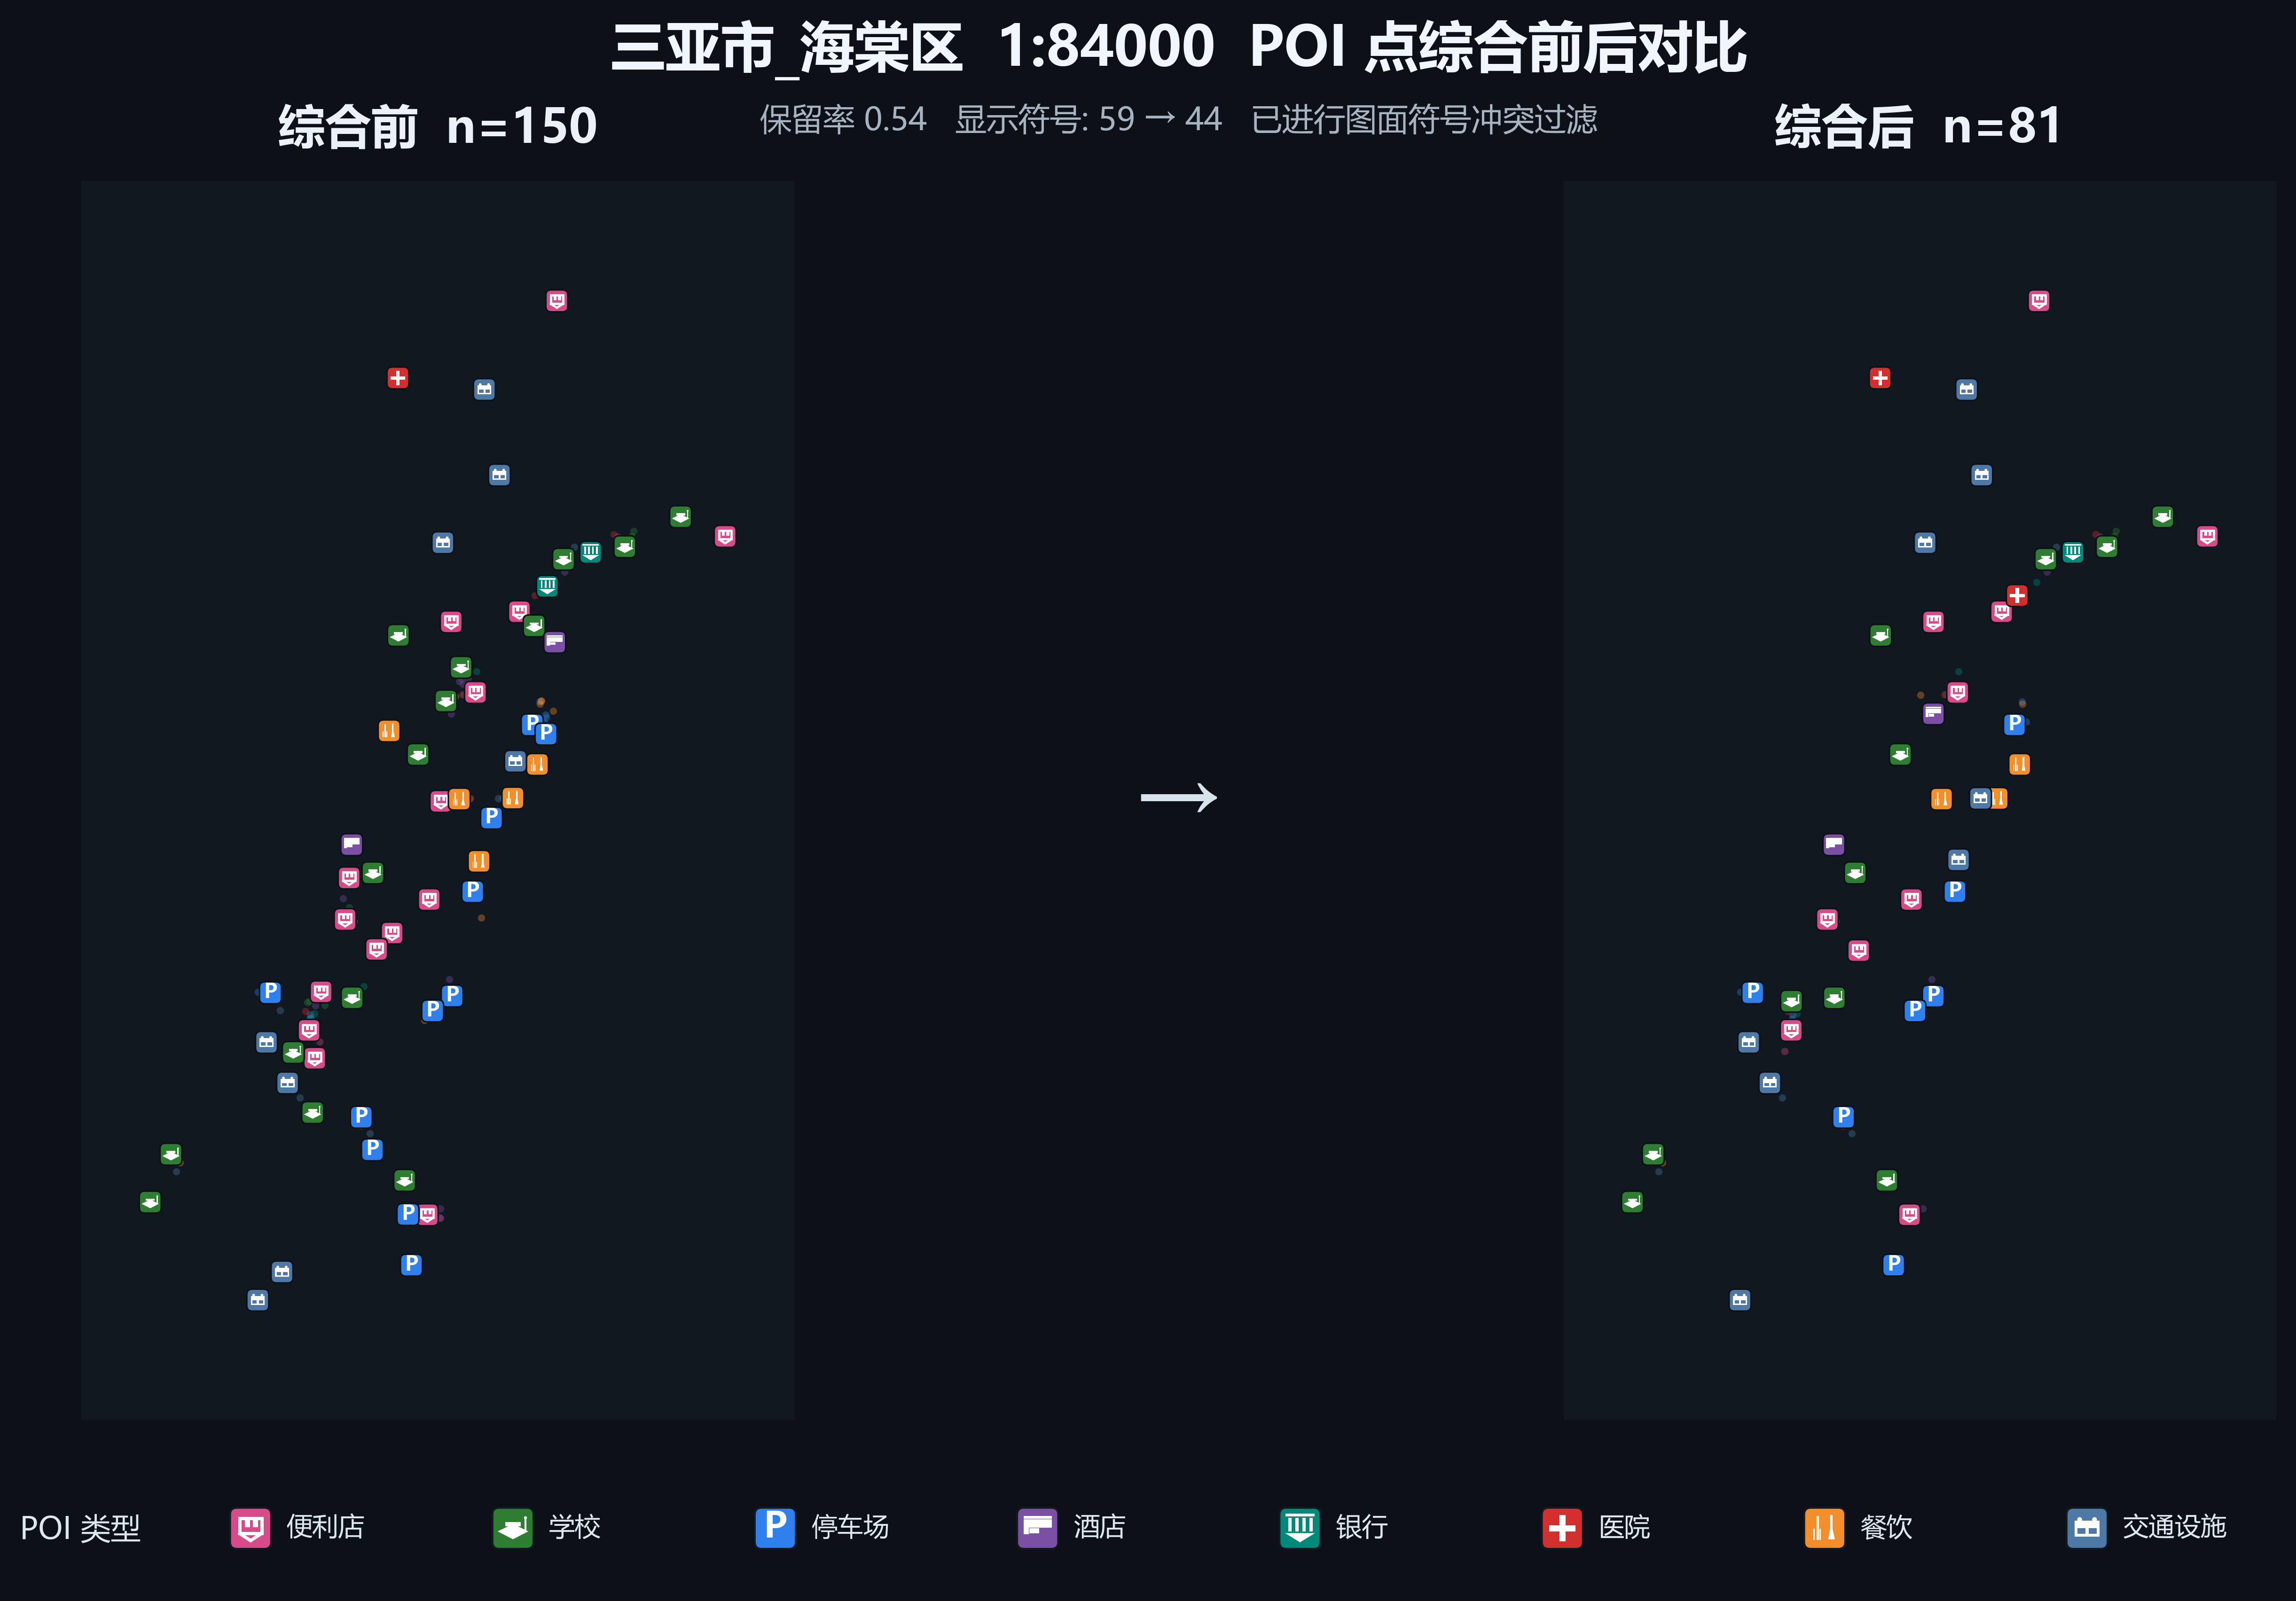 三亚市_海棠区 1:84000 POI 点综合前后对比
综合前 n=150
保留率 0.54 显示符号: 59 → 44 已进行图面符号冲突过滤
综合后 n=81
→
POI 类型
便利店
学校
P 停车场
酒店
银行
医院
餐饮
交通设施